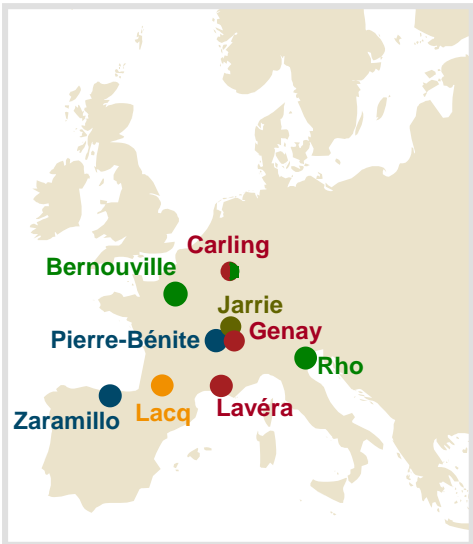 Carling
Bernouville
Jarrie
Pierre-Bénite
Genay
Rho
Lacq
Lavéra
Zaramillo